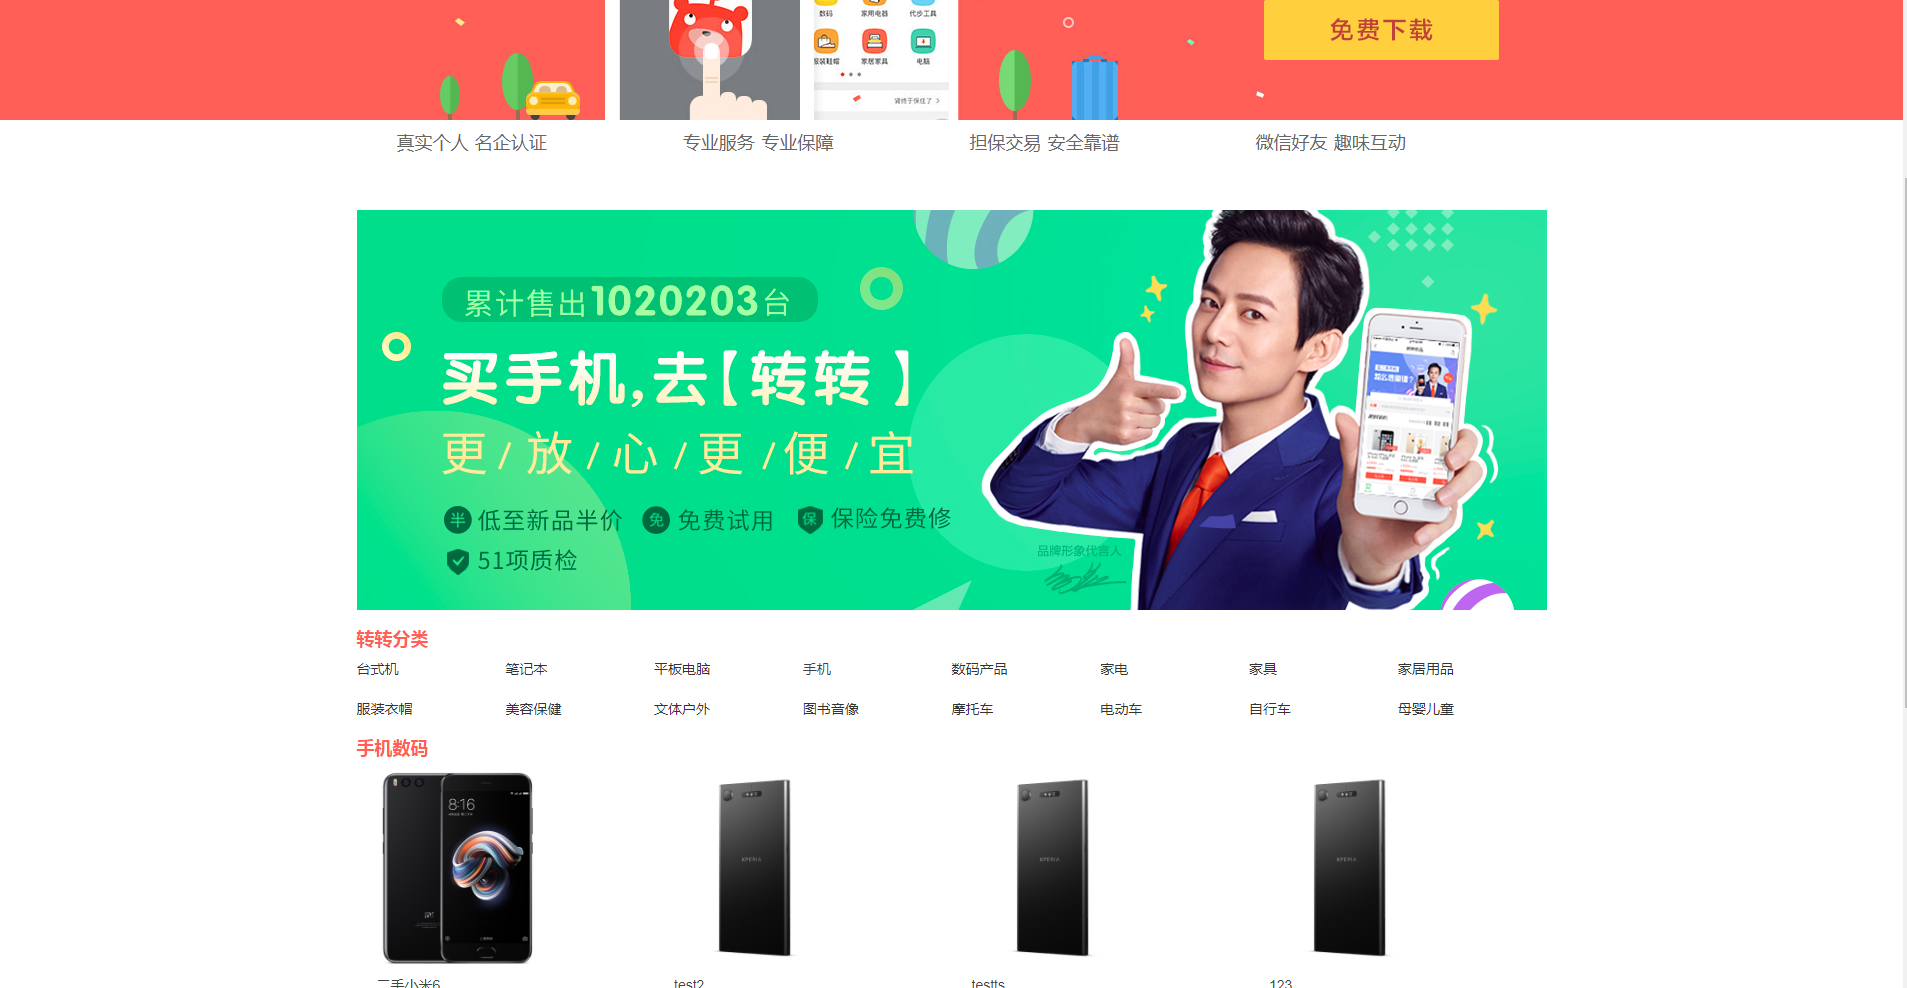 免费下载
数码 家用电器 代步工具
服装鞋帽 家居家具 电脑
肾终于保住了 >
真实个人 名企认证 专业服务 专业保障 担保交易 安全靠谱 微信好友 趣味互动
累计售出1020203台
买手机,去【转转 】
更/放/心/更/便/宜
半 低至新品半价 免 免费试用 保 保险免费修
51项质检
品牌形象代言人
转转分类
台式机 笔记本 平板电脑 手机 数码产品 家电 家具 家居用品
服装衣帽 美容保健 文体户外 图书音像 摩托车 电动车 自行车 母婴儿童
手机数码
8:16
XPERIA XPERIA XPERIA
二手小米6 test2 testts 123